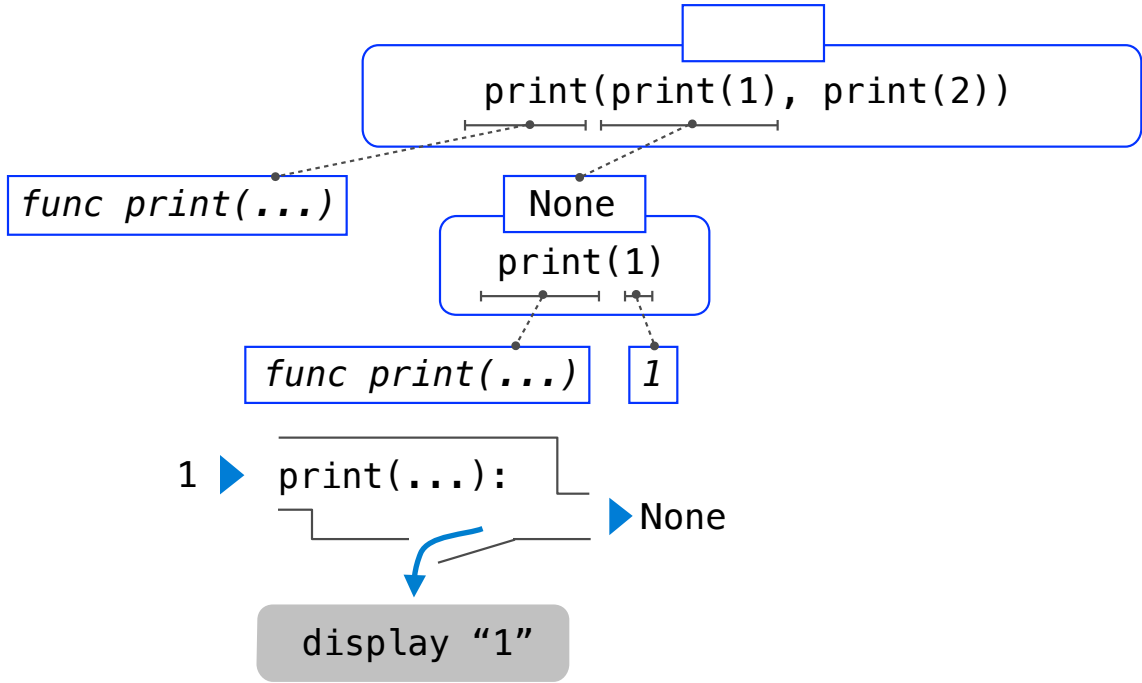 print(print(1), print(2))
func print(...)
None
print(1)
func print(...)
1
1
print(...):
None
display “1”